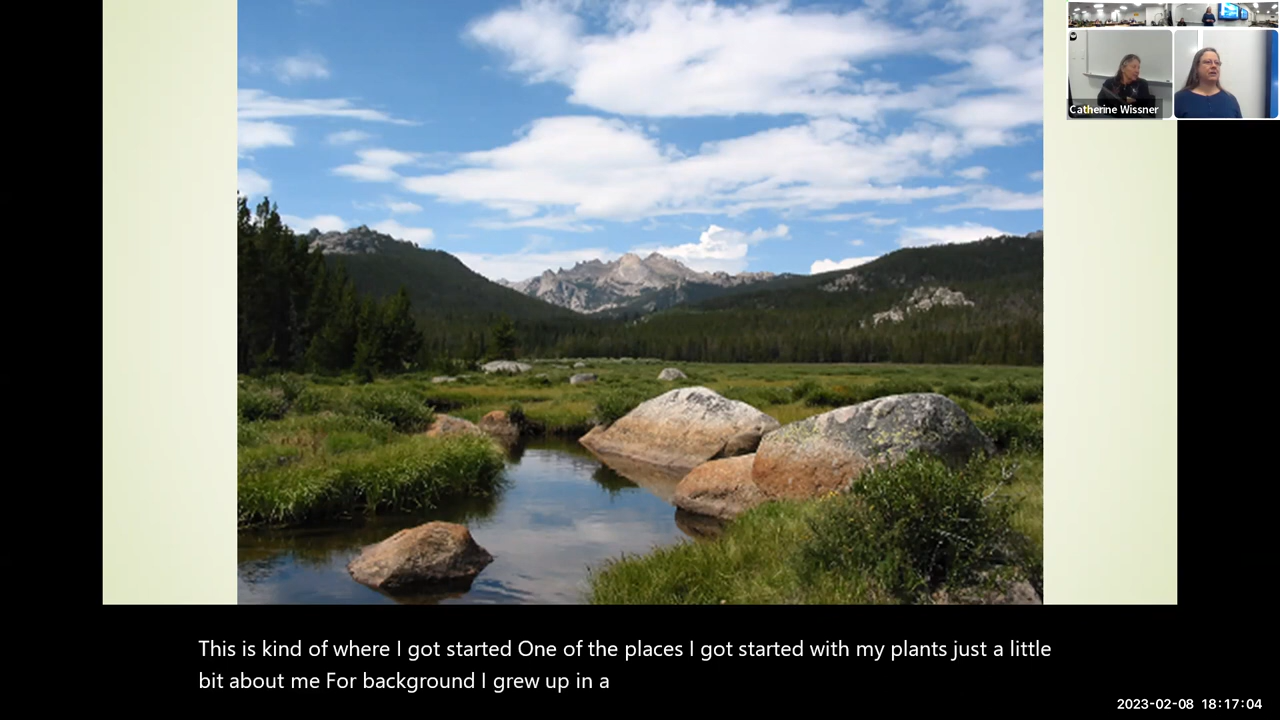 Catherine Wissner
This is kind of where I got started One of the places I got started with my plants just a little
bit about me For background I grew up in a
2023-02-08 18:17:04